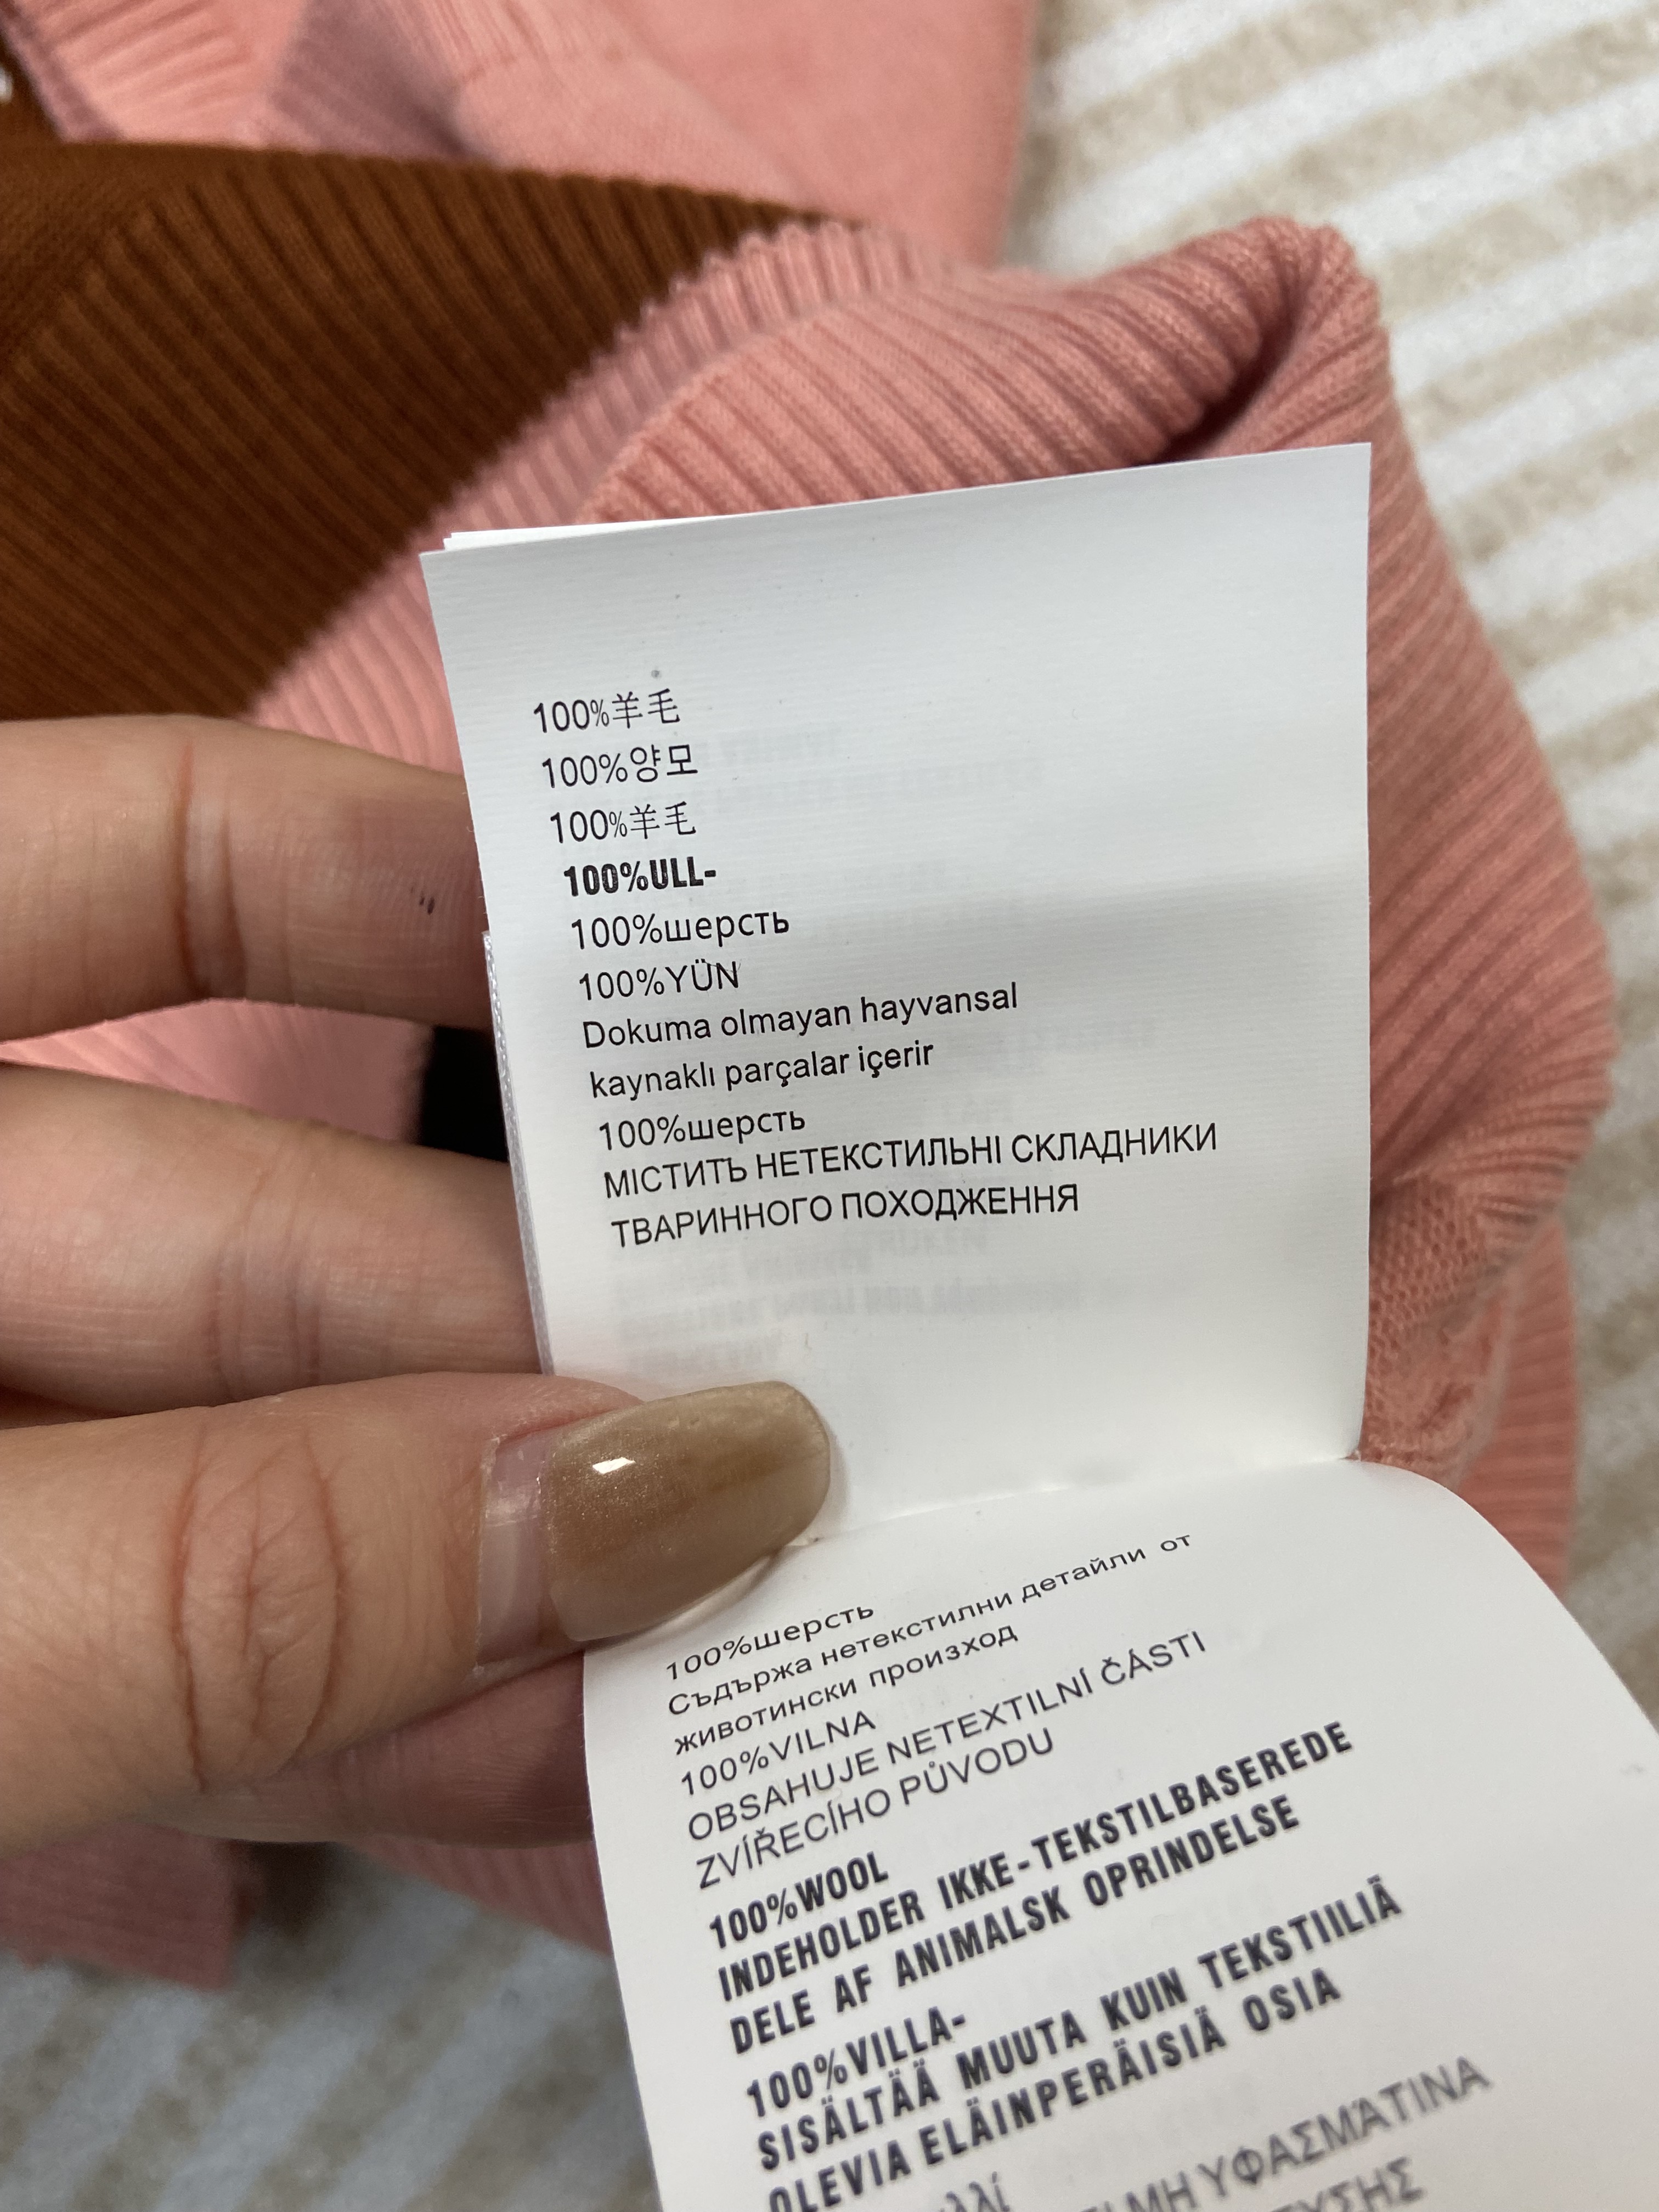 100%羊毛
100%양모
100%羊毛
100%ULL-
100%шерсть
100%YÜN
Dokuma olmayan hayvansal
kaynaklı parçalar içerir
100%шерсть
МІСТИТЬ НЕТЕКСТИЛЬНІ СКЛАДНИКИ
ТВАРИННОГО ПОХОДЖЕННЯ
100%шерсть
Съдържа нетекстилни детайли от
животински произход
100%VILNA
OBSAHUJE NETEXTILNÍ ČÁSTI
ZVÍŘECÍHO PŮVODU
100%WOOL
INDEHOLDER IKKE-TEKSTILBASEREDE
DELE AF ANIMALSK OPRINDELSE
100%VILLA-
SISÄLTÄÄ MUUTA KUIN TEKSTIILIÄ
OLEVIA ELÄINPERÄISIÄ OSIA
ΜΗ ΥΦΑΣΜΆΤΙΝΑ